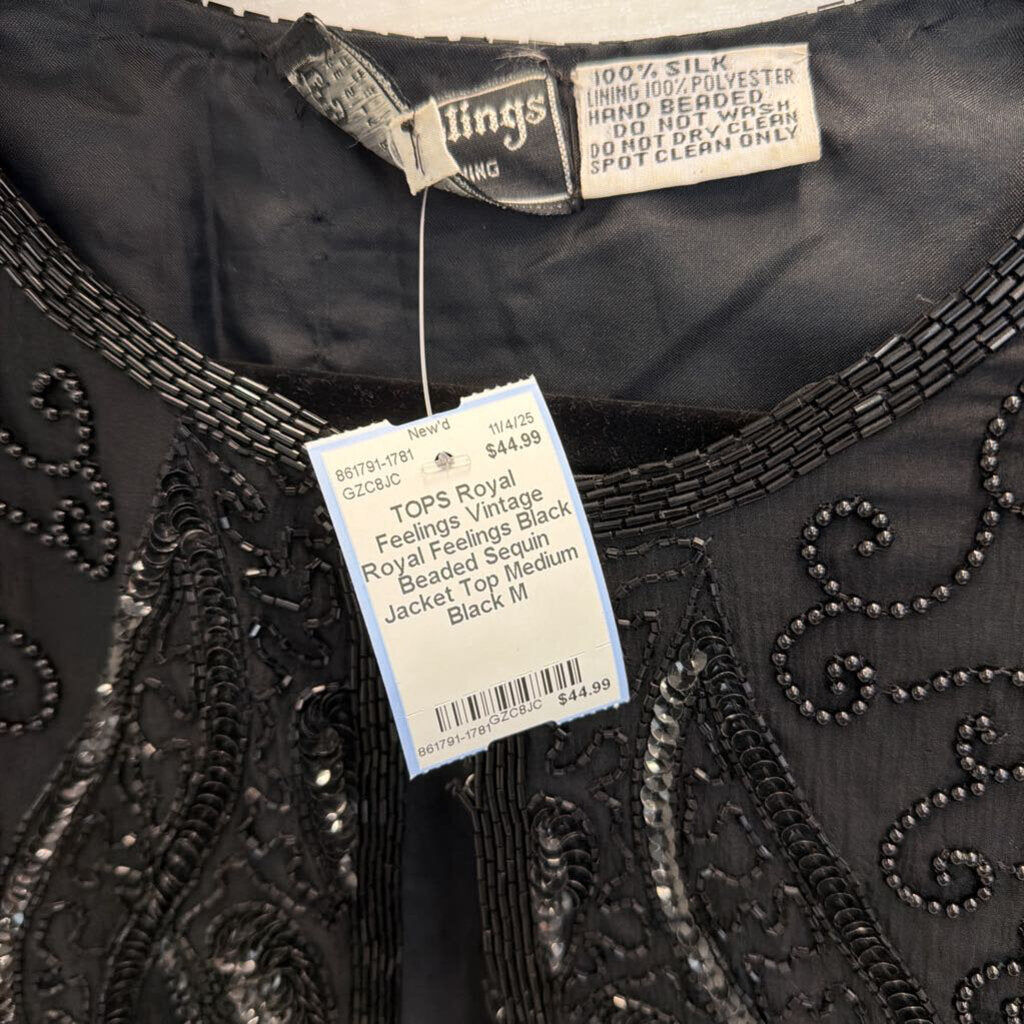 lings
100% SILK
LINING 100% POLYESTER
HAND BEADED
DO NOT WASH
DO NOT DRY CLEAN
SPOT CLEAN ONLY
New'd
861791-1781 11/4/25
GZC8JC $44.99
TOPS Royal
Feelings Vintage
Royal Feelings Black
Beaded Sequin
Jacket Top Medium
Black M
861791-1781 GZC8JC $44.99